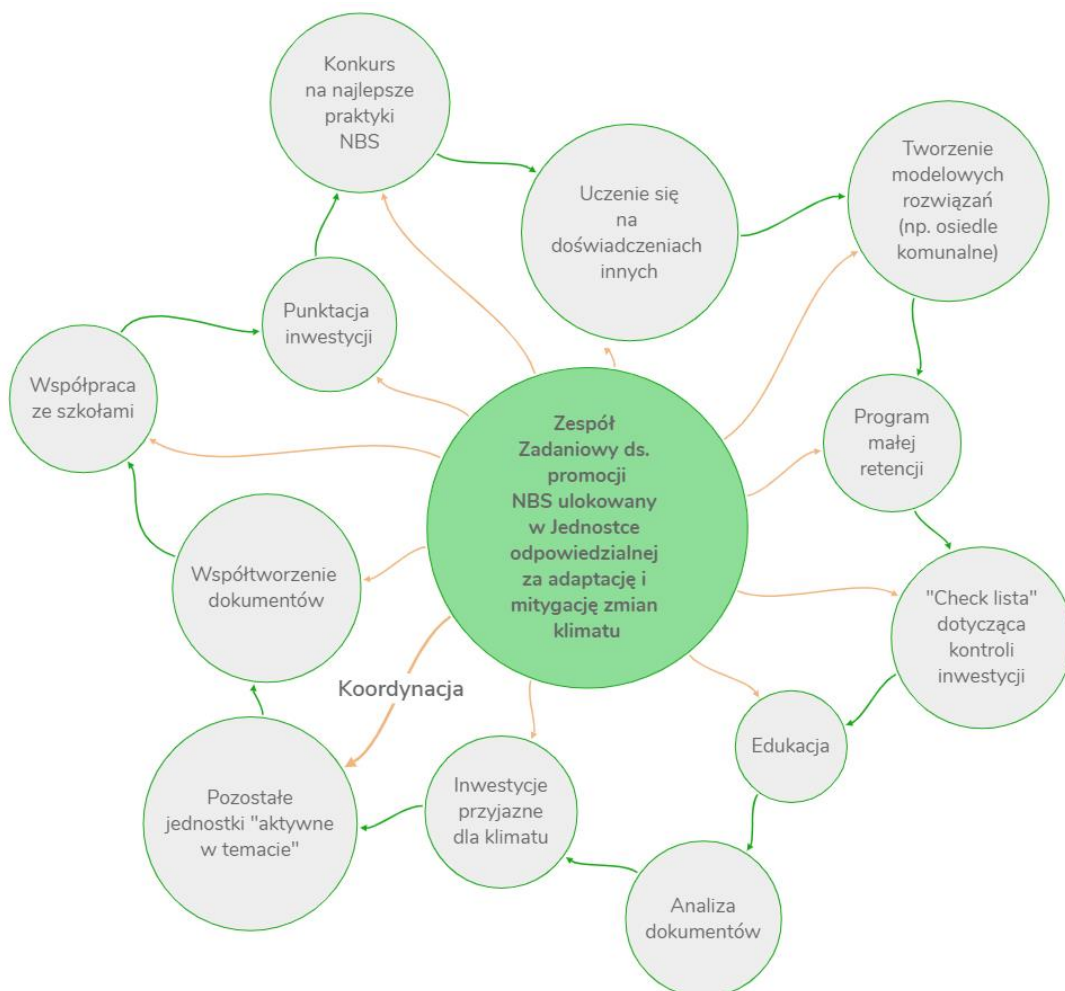 Konkurs
na najlepsze
praktyki
NBS
Uczenie się
na
doświadczeniach
innych
Tworzenie
modelowych
rozwiązań
(np. osiedle
komunalne)
Punktacja
inwestycji
Współpraca
ze szkołami
Program
małej
retencji
Zespół
Zadaniowy ds.
promocji
NBS ulokowany
w Jednostce
odpowiedzialnej
za adaptację i
mitygację zmian
klimatu
Współtworzenie
dokumentów
"Check lista"
dotycząca
kontroli
inwestycji
Koordynacja
Edukacja
Pozostałe
jednostki "aktywne
w temacie"
Inwestycje
przyjazne
dla klimatu
Analiza
dokumentów